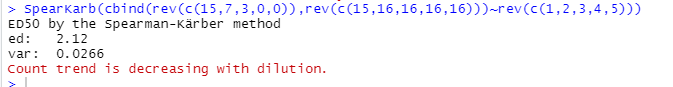 > SpearKarb(cbind(rev(c(15,7,3,0,0)),rev(c(15,16,16,16,16)))~rev(c(1,2,3,4,5)))
ED50 by the Spearman-Kärber method
ed:   2.12
var:  0.0266
Count trend is decreasing with dilution.
>